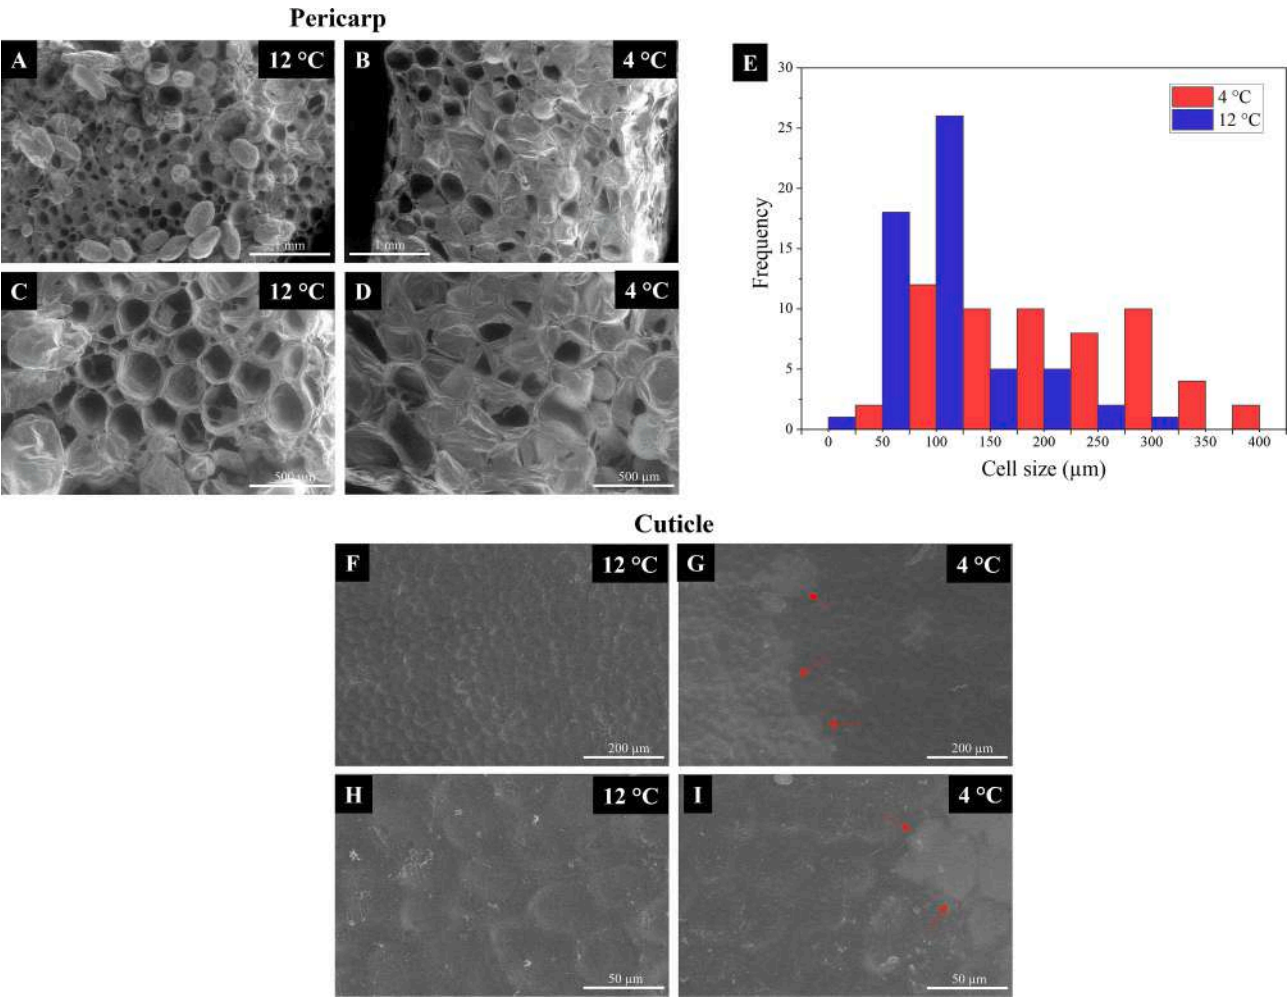 Pericarp
A 12 °C
B 4 °C
1 mm
1 mm
C 12 °C
D 4 °C
500 µm
500 µm
E
4 °C
12 °C
Frequency
30
25
20
15
10
5
0
0 50 100 150 200 250 300 350 400
Cell size (µm)
Cuticle
F 12 °C
G 4 °C
200 µm
200 µm
H 12 °C
I 4 °C
50 µm
50 µm